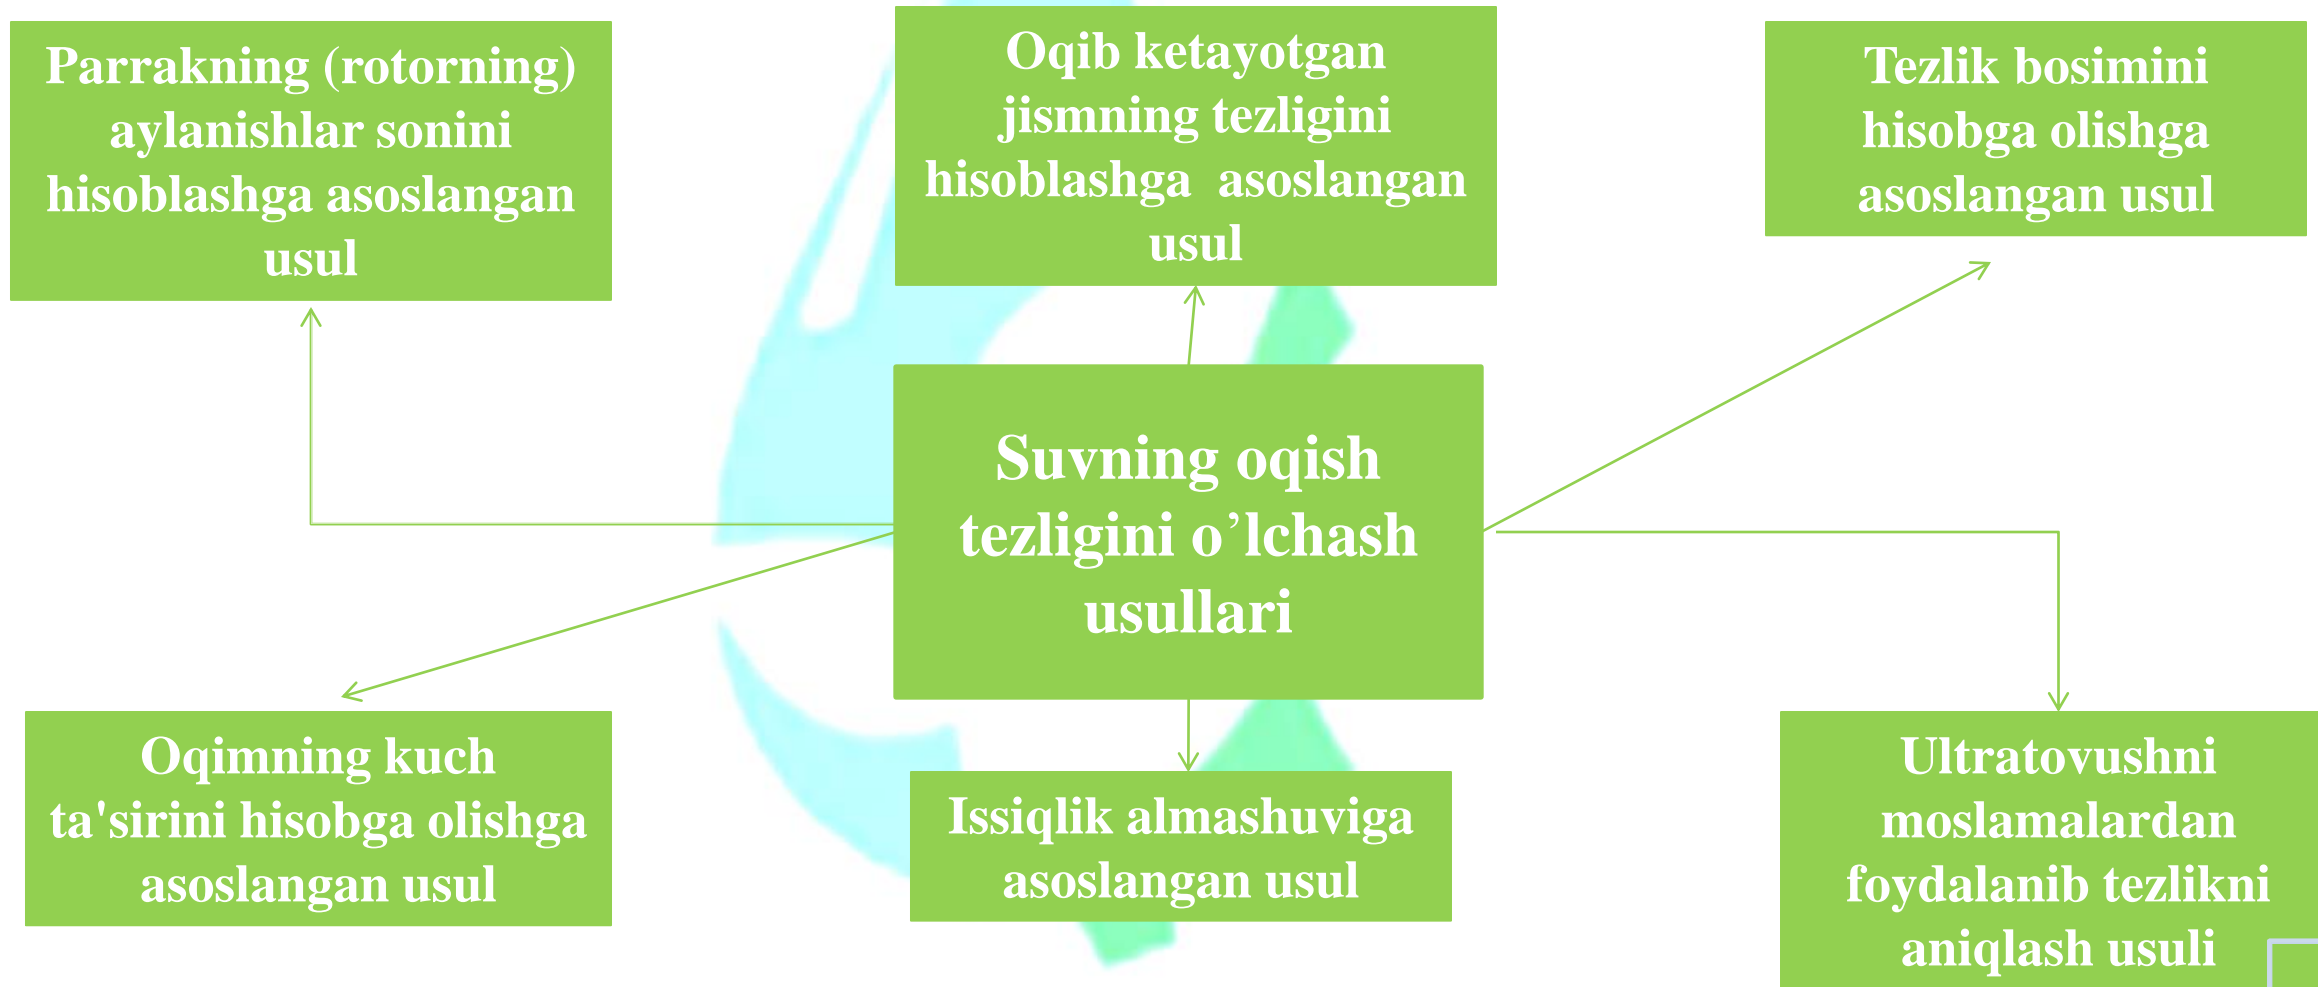 Parrakning (rotorning)
aylanishlar sonini
hisoblashga asoslangan
usul
Oqib ketayotgan
jismning tezligini
hisoblashga asoslangan
usul
Tezlik bosimini
hisobga olishga
asoslangan usul
Suvning oqish
tezligini o’lchash
usullari
Oqimning kuch
ta'sirini hisobga olishga
asoslangan usul
Issiqlik almashuviga
asoslangan usul
Ultratovushni
moslamalardan
foydalanib tezlikni
aniqlash usuli